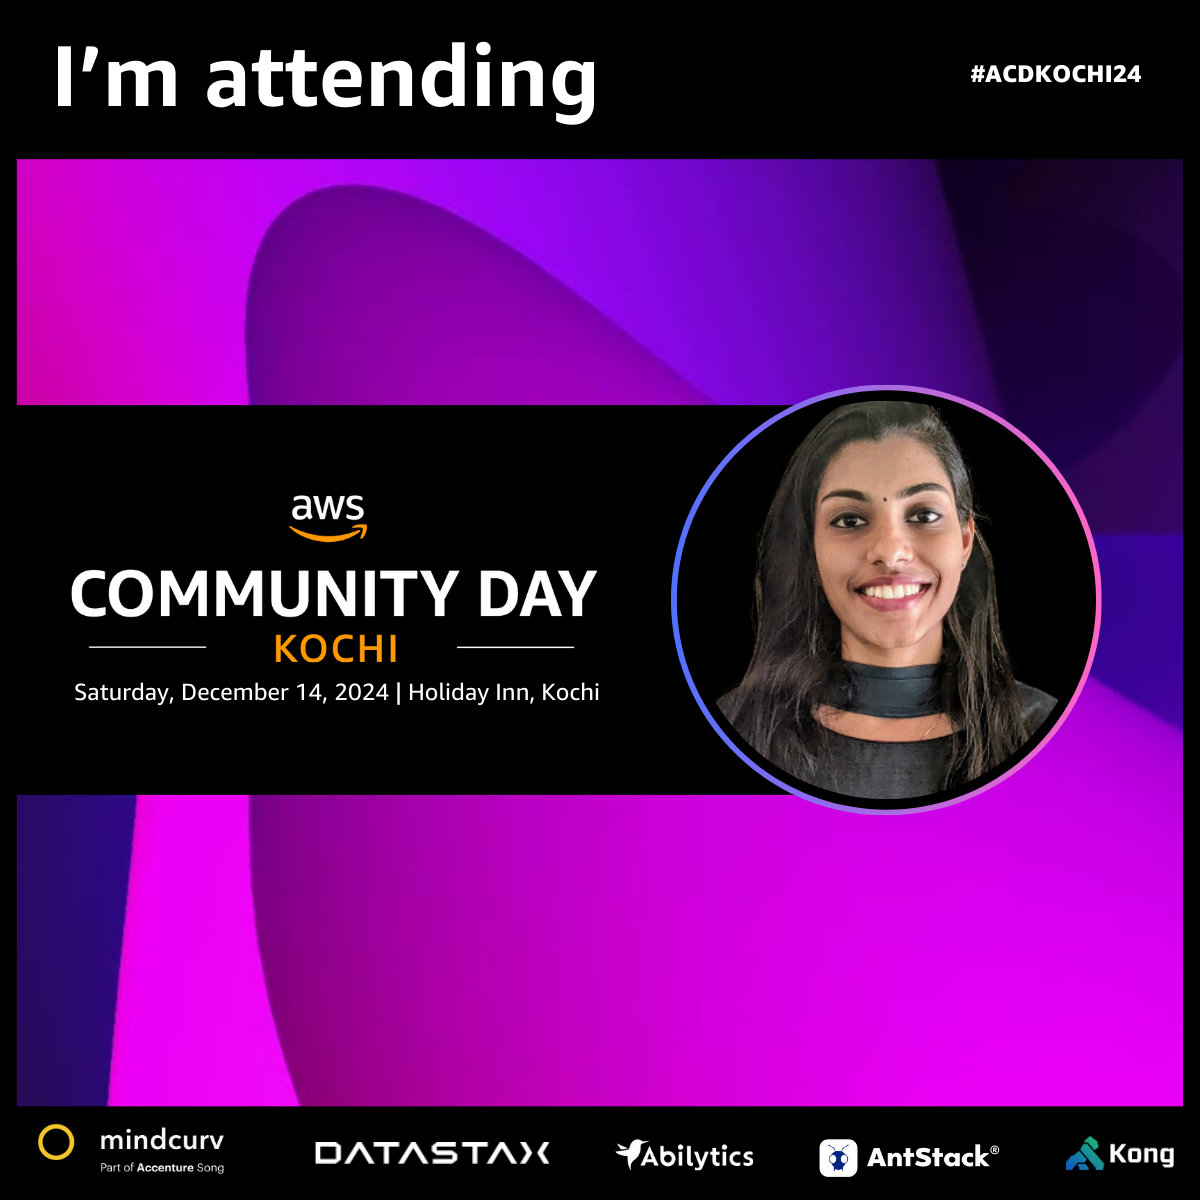 I’m attending
#ACDKOCHI24
aws
COMMUNITY DAY
KOCHI
Saturday, December 14, 2024 | Holiday Inn, Kochi
mindcurv
Part of Accenture Song
DATASTAX
Abilytics
AntStack®
Kong